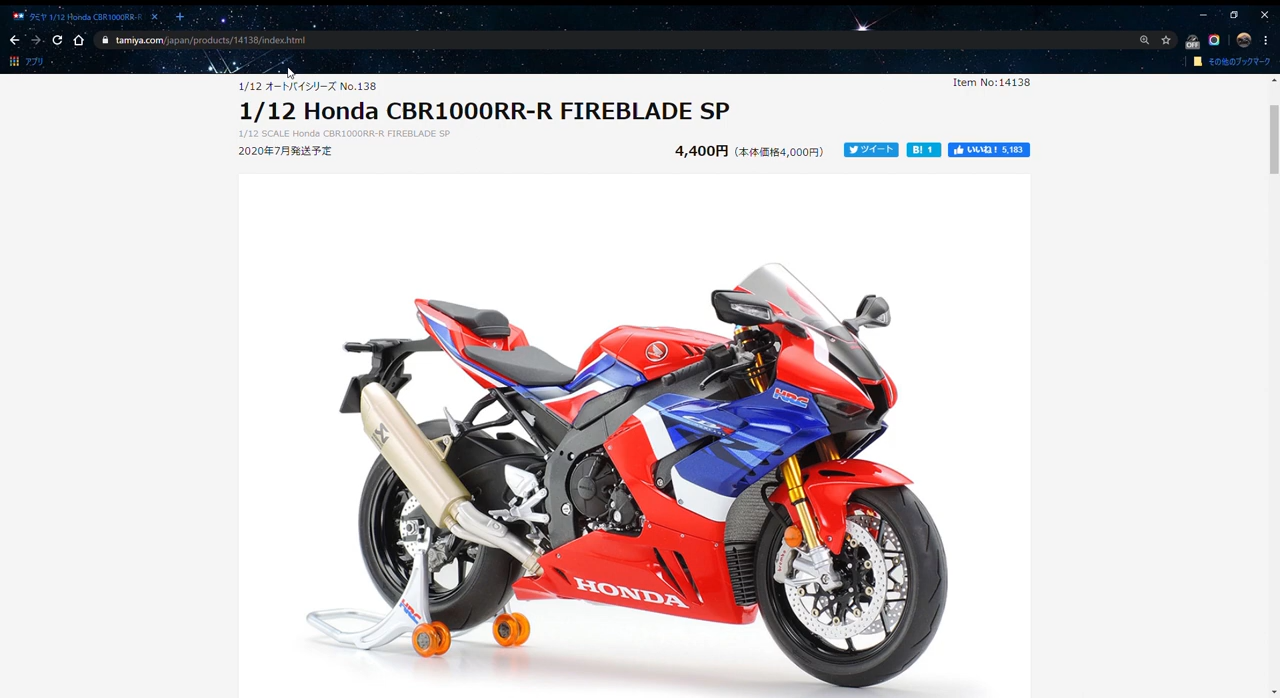 タミヤ 1/12 Honda CBR1000RR-R
tamiya.com/japan/products/14138/index.html
OFF
アプリ
その他のブックマーク
1/12 オートバイシリーズ No.138
Item No:14138
1/12 Honda CBR1000RR-R FIREBLADE SP
1/12 SCALE Honda CBR1000RR-R FIREBLADE SP
2020年7月発送予定
4,400円 (本体価格4,000円)
ツイート
B! 1
いいね! 5,183
HRC
HONDA
HRC